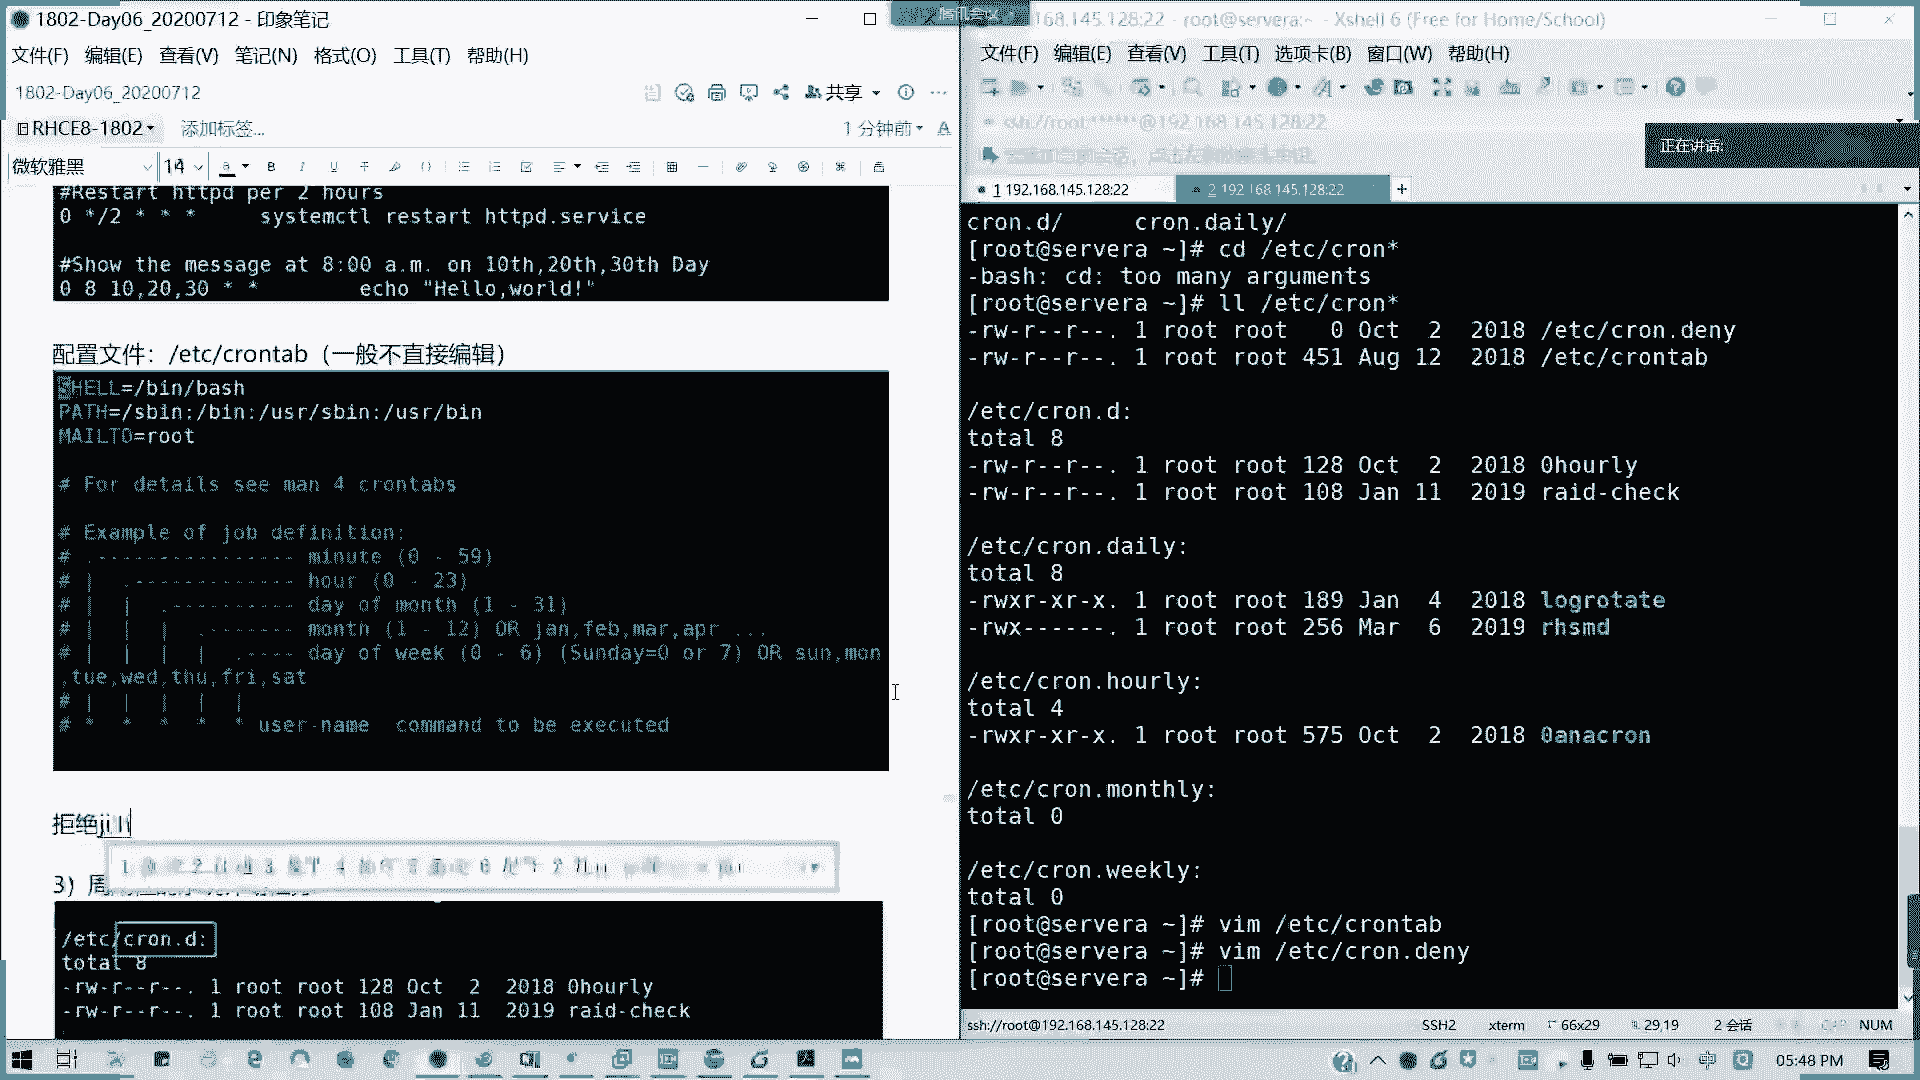 1802-Day06_20200712 - 印象笔记
文件(F) 编辑(E) 查看(V) 笔记(N) 格式(O) 工具(T) 帮助(H)
1802-Day06_20200712
共享
RHCE8-1802
添加标签...
1 分钟前
微软雅黑 14
#Restart httpd per 2 hours
0 */2 * * * systemctl restart httpd.service
#Show the message at 8:00 a.m. on 10th,20th,30th Day
0 8 10,20,30 * * echo "Hello,world!"
配置文件：/etc/crontab（一般不直接编辑）
SHELL=/bin/bash
PATH=/sbin:/bin:/usr/sbin:/usr/bin
MAILTO=root
# For details see man 4 crontabs
# Example of job definition:
# .---------------- minute (0 - 59)
# | .------------- hour (0 - 23)
# | | .---------- day of month (1 - 31)
# | | | .------- month (1 - 12) OR jan,feb,mar,apr ...
# | | | | .---- day of week (0 - 6) (Sunday=0 or 7) OR sun,mon
,tue,wed,thu,fri,sat
# | | | | |
# * * * * * user-name command to be executed
拒绝
3）周
/etc/cron.d:
total 8
-rw-r--r--. 1 root root 128 Oct 2 2018 0hourly
-rw-r--r--. 1 root root 108 Jan 11 2019 raid-check
168.145.128:22 - root@servera:~ - Xshell 6 (Free for Home/School)
文件(F) 编辑(E) 查看(V) 工具(T) 选项卡(B) 窗口(W) 帮助(H)
ssh://root:******@192.168.145.128:22
正在讲话:
1 192.168.145.128:22
2 192.168.145.128:22
cron.d/ cron.daily/
[root@servera ~]# cd /etc/cron*
-bash: cd: too many arguments
[root@servera ~]# ll /etc/cron*
-rw-r--r--. 1 root root 0 Oct 2 2018 /etc/cron.deny
-rw-r--r--. 1 root root 451 Aug 12 2018 /etc/crontab
/etc/cron.d:
total 8
-rw-r--r--. 1 root root 128 Oct 2 2018 0hourly
-rw-r--r--. 1 root root 108 Jan 11 2019 raid-check
/etc/cron.daily:
total 8
-rwxr-xr-x. 1 root root 189 Jan 4 2018 logrotate
-rwx------. 1 root root 256 Mar 6 2019 rhsmd
/etc/cron.hourly:
total 4
-rwxr-xr-x. 1 root root 575 Oct 2 2018 0anacron
/etc/cron.monthly:
total 0
/etc/cron.weekly:
total 0
[root@servera ~]# vim /etc/crontab
[root@servera ~]# vim /etc/cron.deny
[root@servera ~]#
ssh://root@192.168.145.128:22 SSH2 xterm 66x29 29,19 2 会话 CAP NUM
中 05:48 PM